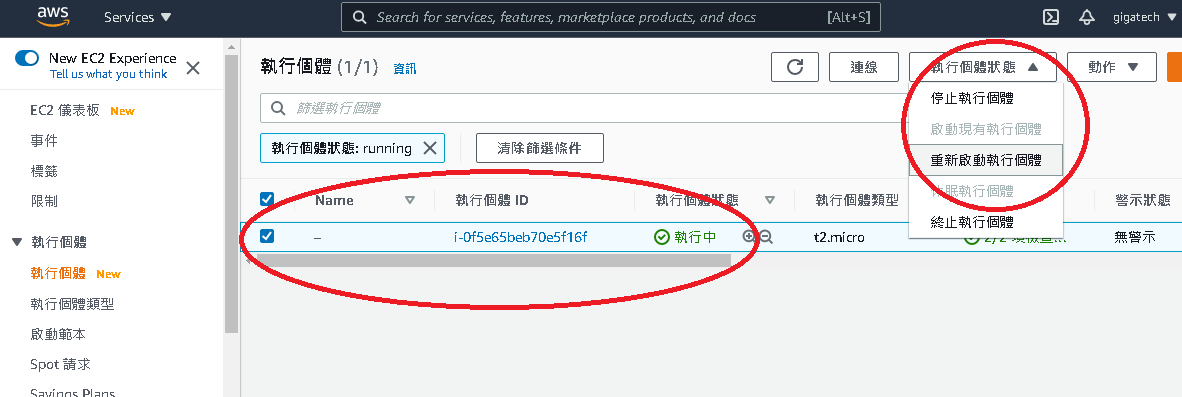 aws Services Search for services, features, marketplace products, and docs [Alt+S] gigatech
New EC2 Experience
Tell us what you think
EC2 儀表板 New
事件
標籤
限制
執行個體
執行個體 New
執行個體類型
啟動範本
Spot 請求
Savings Plans
執行個體 (1/1) 資訊 連線 執行個體狀態 動作
篩選執行個體
執行個體狀態: running 清除篩選條件
停止執行個體
啟動現有執行個體
重新啟動執行個體
休眠執行個體
終止執行個體
Name 執行個體 ID 執行個體狀態 執行個體類型 警示狀態
– i-0f5e65beb70e5f16f 執行中 t2.micro 2/2 項檢查... 無警示